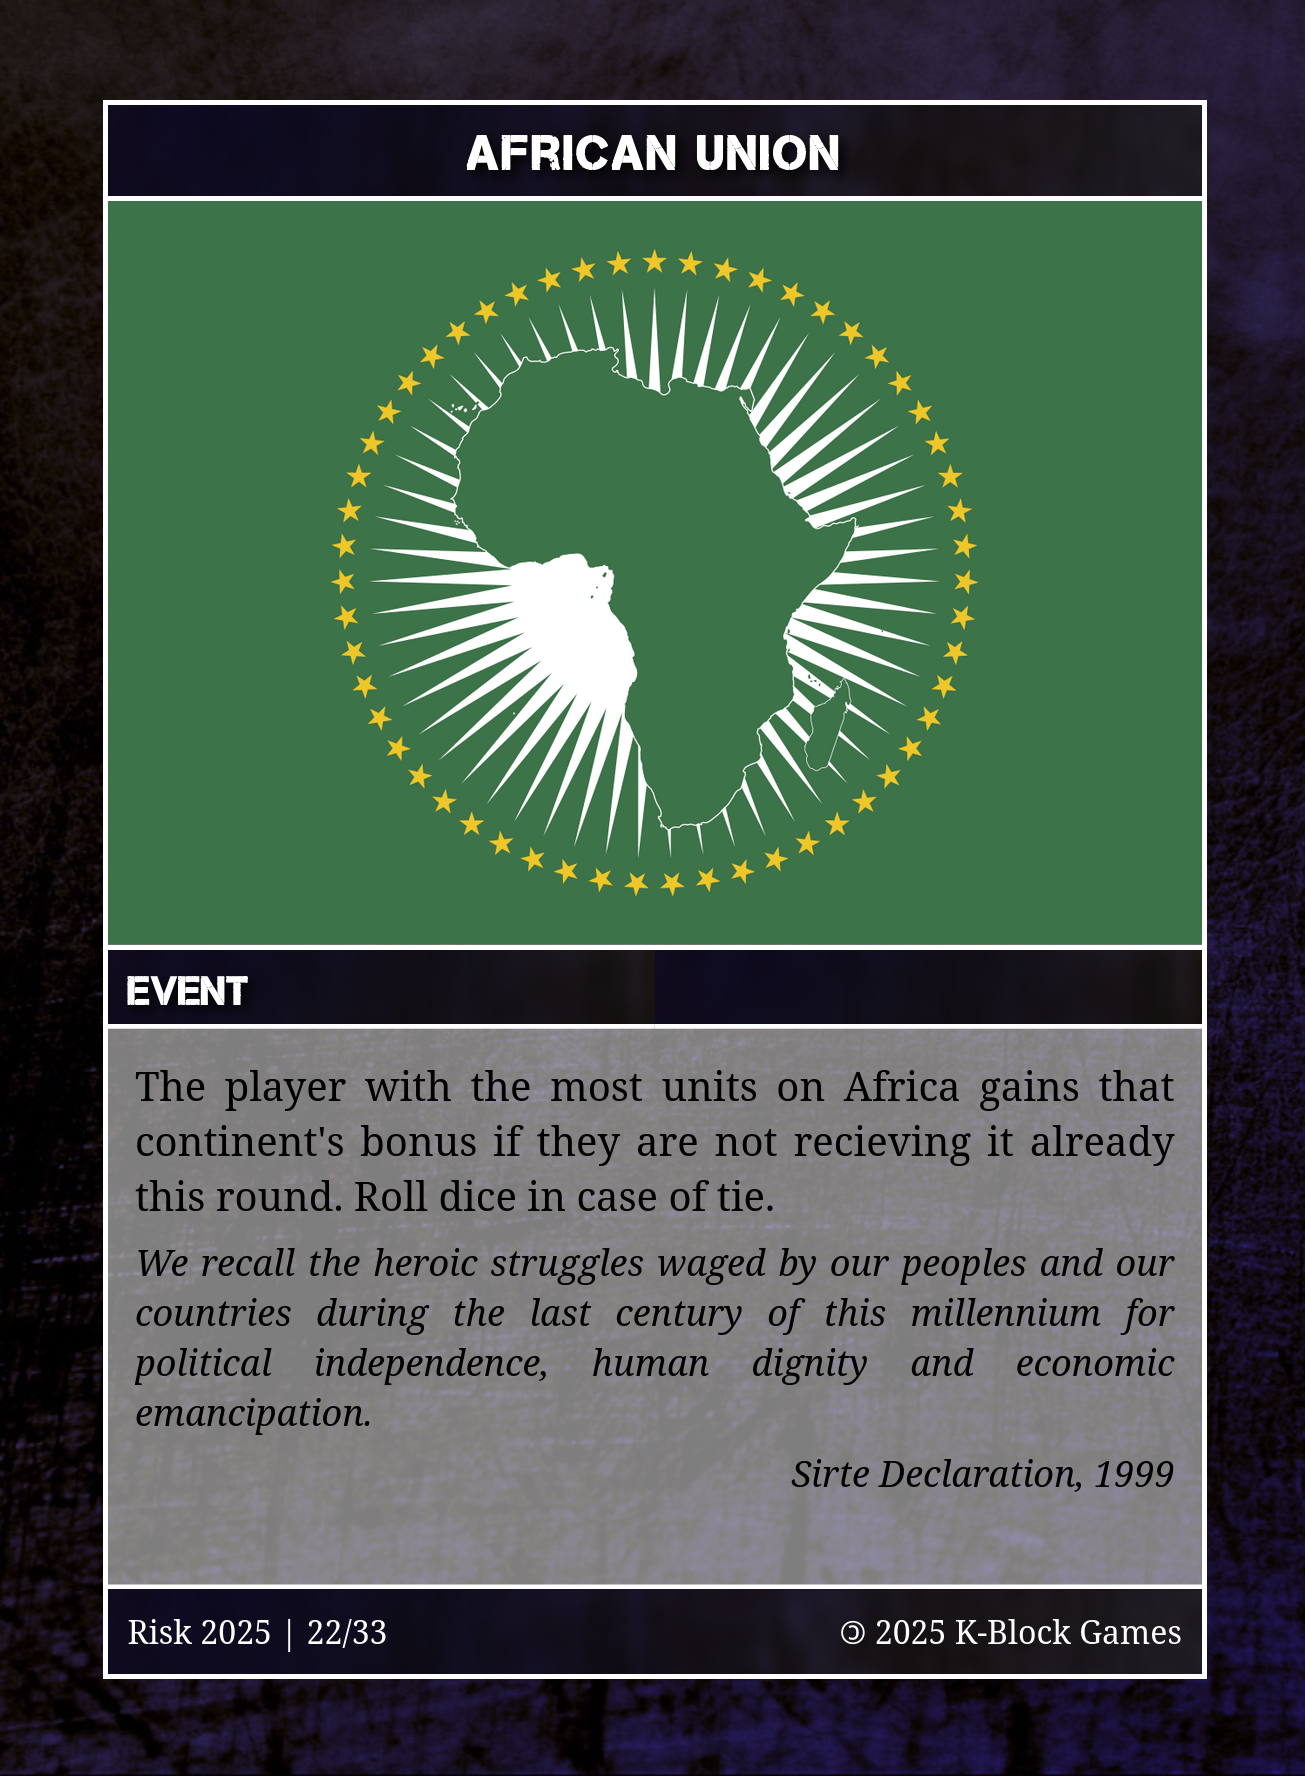 AFRICAN UNION
EVENT
The player with the most units on Africa gains that
continent's bonus if they are not recieving it already
this round. Roll dice in case of tie.
We recall the heroic struggles waged by our peoples and our
countries during the last century of this millennium for
political independence, human dignity and economic
emancipation.
Sirte Declaration, 1999
Risk 2025 | 22/33
🄯 2025 K-Block Games